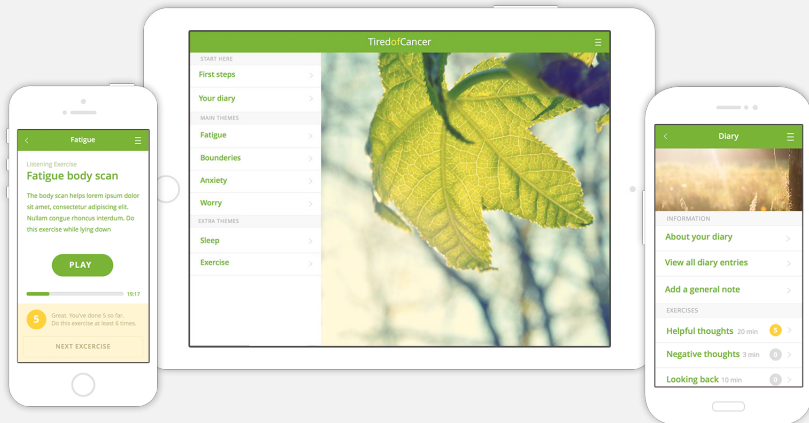 Fatigue
Listening Exercise
Fatigue body scan
The body scan helps lorem ipsum dolor
sit amet, consectetur adipiscing elit.
Nullam congue rhoncus interdum. Do
this exercise while lying down
PLAY
19:17
5
Great, You've done 5 so far.
Do this exercise at least 6 times.
NEXT EXCERCISE
TiredofCancer
START HERE
First steps
Your diary
MAIN THEMES
Fatigue
Bounderies
Anxiety
Worry
EXTRA THEMES
Sleep
Exercise
Diary
INFORMATION
About your diary
View all diary entries
Add a general note
EXERCISES
Helpful thoughts 20 min 5
Negative thoughts 3 min 0
Looking back 10 min 0